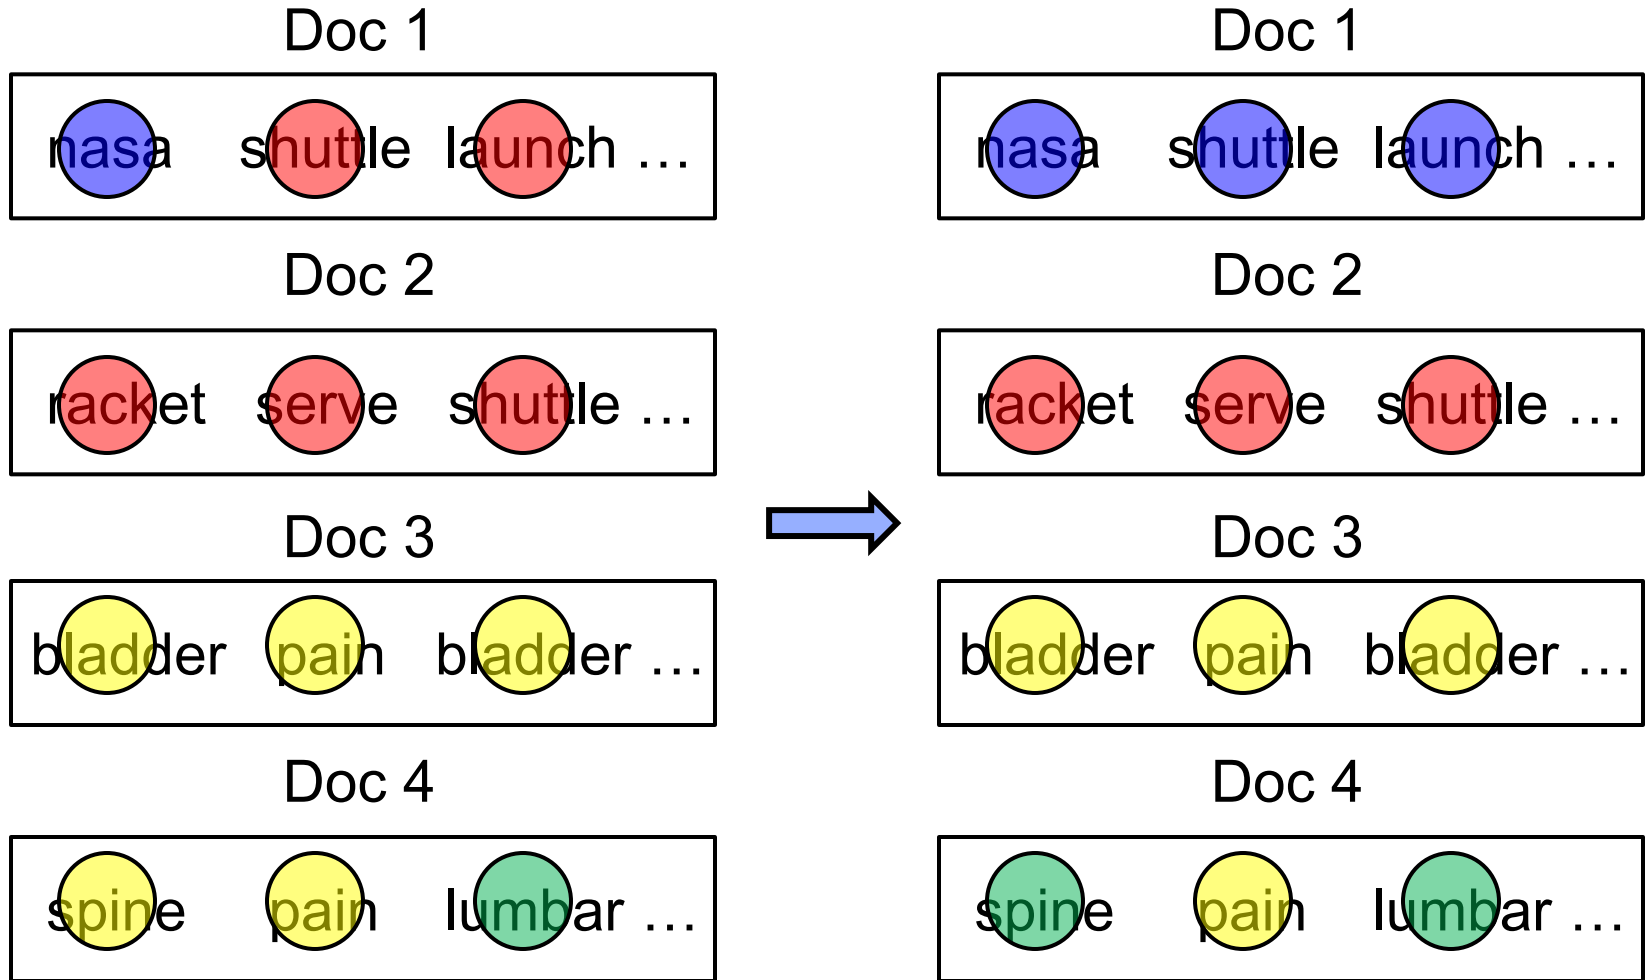 Doc 1
nasa shuttle launch …
Doc 2
racket serve shuttle …
Doc 3
bladder pain bladder …
Doc 4
spine pain lumbar …
Doc 1
nasa shuttle launch …
Doc 2
racket serve shuttle …
Doc 3
bladder pain bladder …
Doc 4
spine pain lumbar …